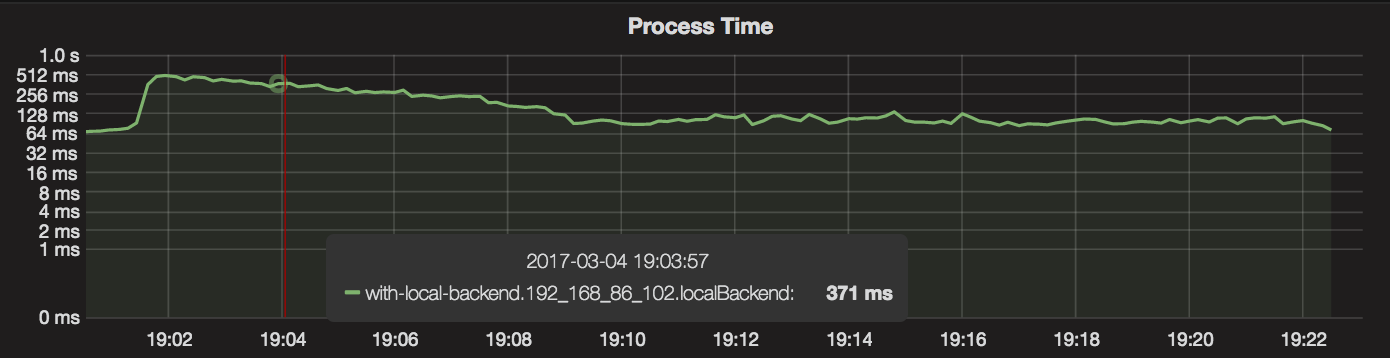 Process Time
1.0 s
512 ms
256 ms
128 ms
64 ms
32 ms
16 ms
8 ms
4 ms
2 ms
1 ms
0 ms
2017-03-04 19:03:57
with-local-backend.192_168_86_102.localBackend: 371 ms
19:02 19:04 19:06 19:08 19:10 19:12 19:14 19:16 19:18 19:20 19:22